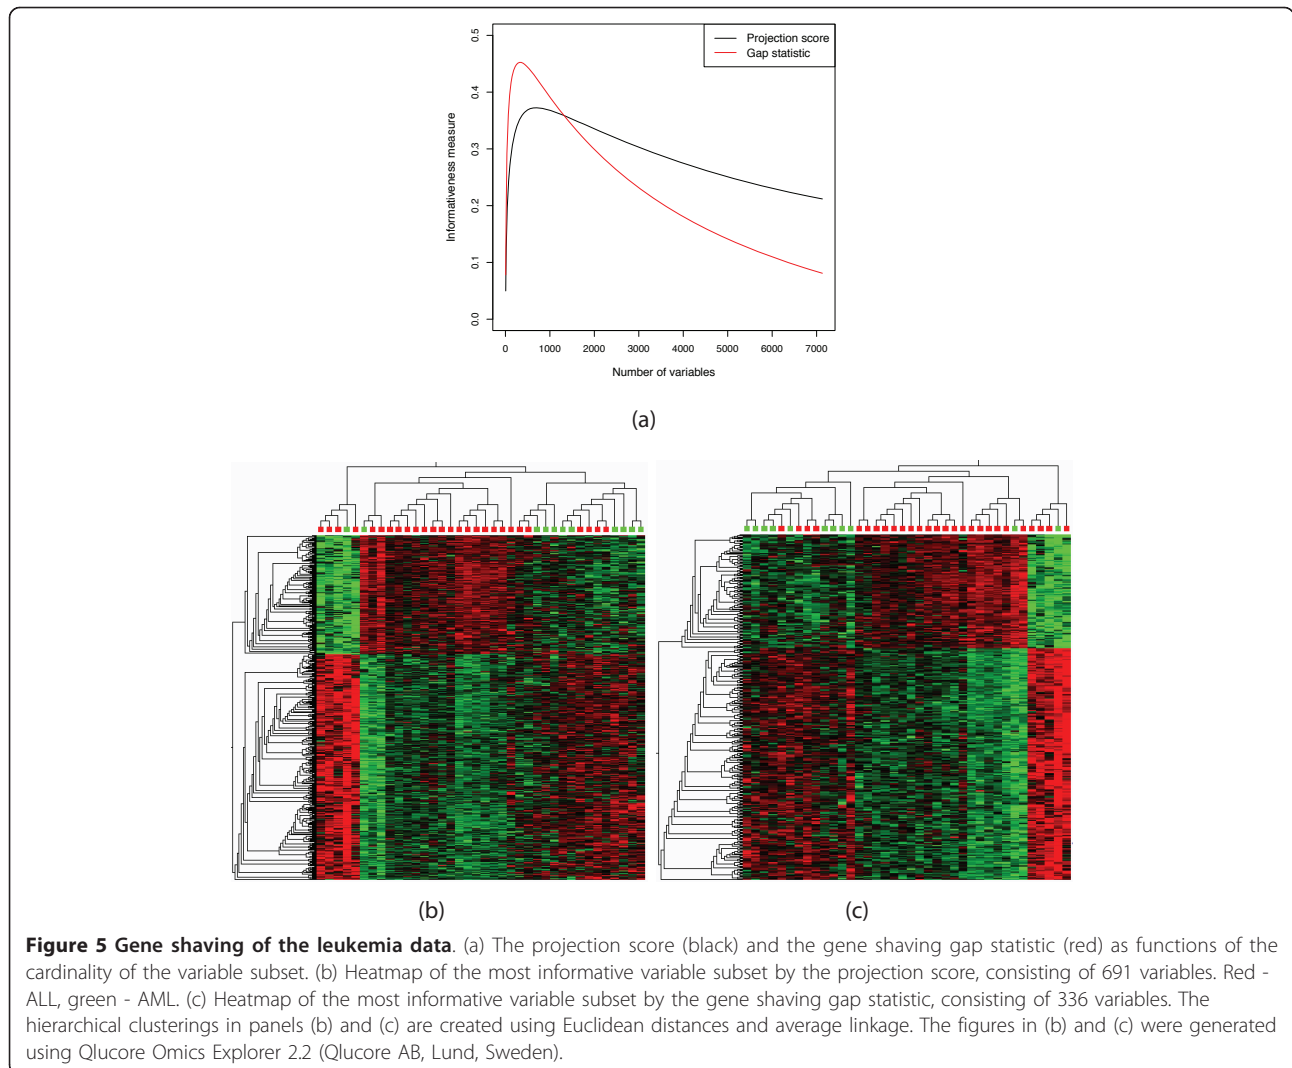 0.5
0.4
0.3
0.2
0.1
0.0
Informativeness measure
Projection score
Gap statistic
0 1000 2000 3000 4000 5000 6000 7000
Number of variables
(a)
(b)
(c)
Figure 5 Gene shaving of the leukemia data. (a) The projection score (black) and the gene shaving gap statistic (red) as functions of the
cardinality of the variable subset. (b) Heatmap of the most informative variable subset by the projection score, consisting of 691 variables. Red -
ALL, green - AML. (c) Heatmap of the most informative variable subset by the gene shaving gap statistic, consisting of 336 variables. The
hierarchical clusterings in panels (b) and (c) are created using Euclidean distances and average linkage. The figures in (b) and (c) were generated
using Qlucore Omics Explorer 2.2 (Qlucore AB, Lund, Sweden).